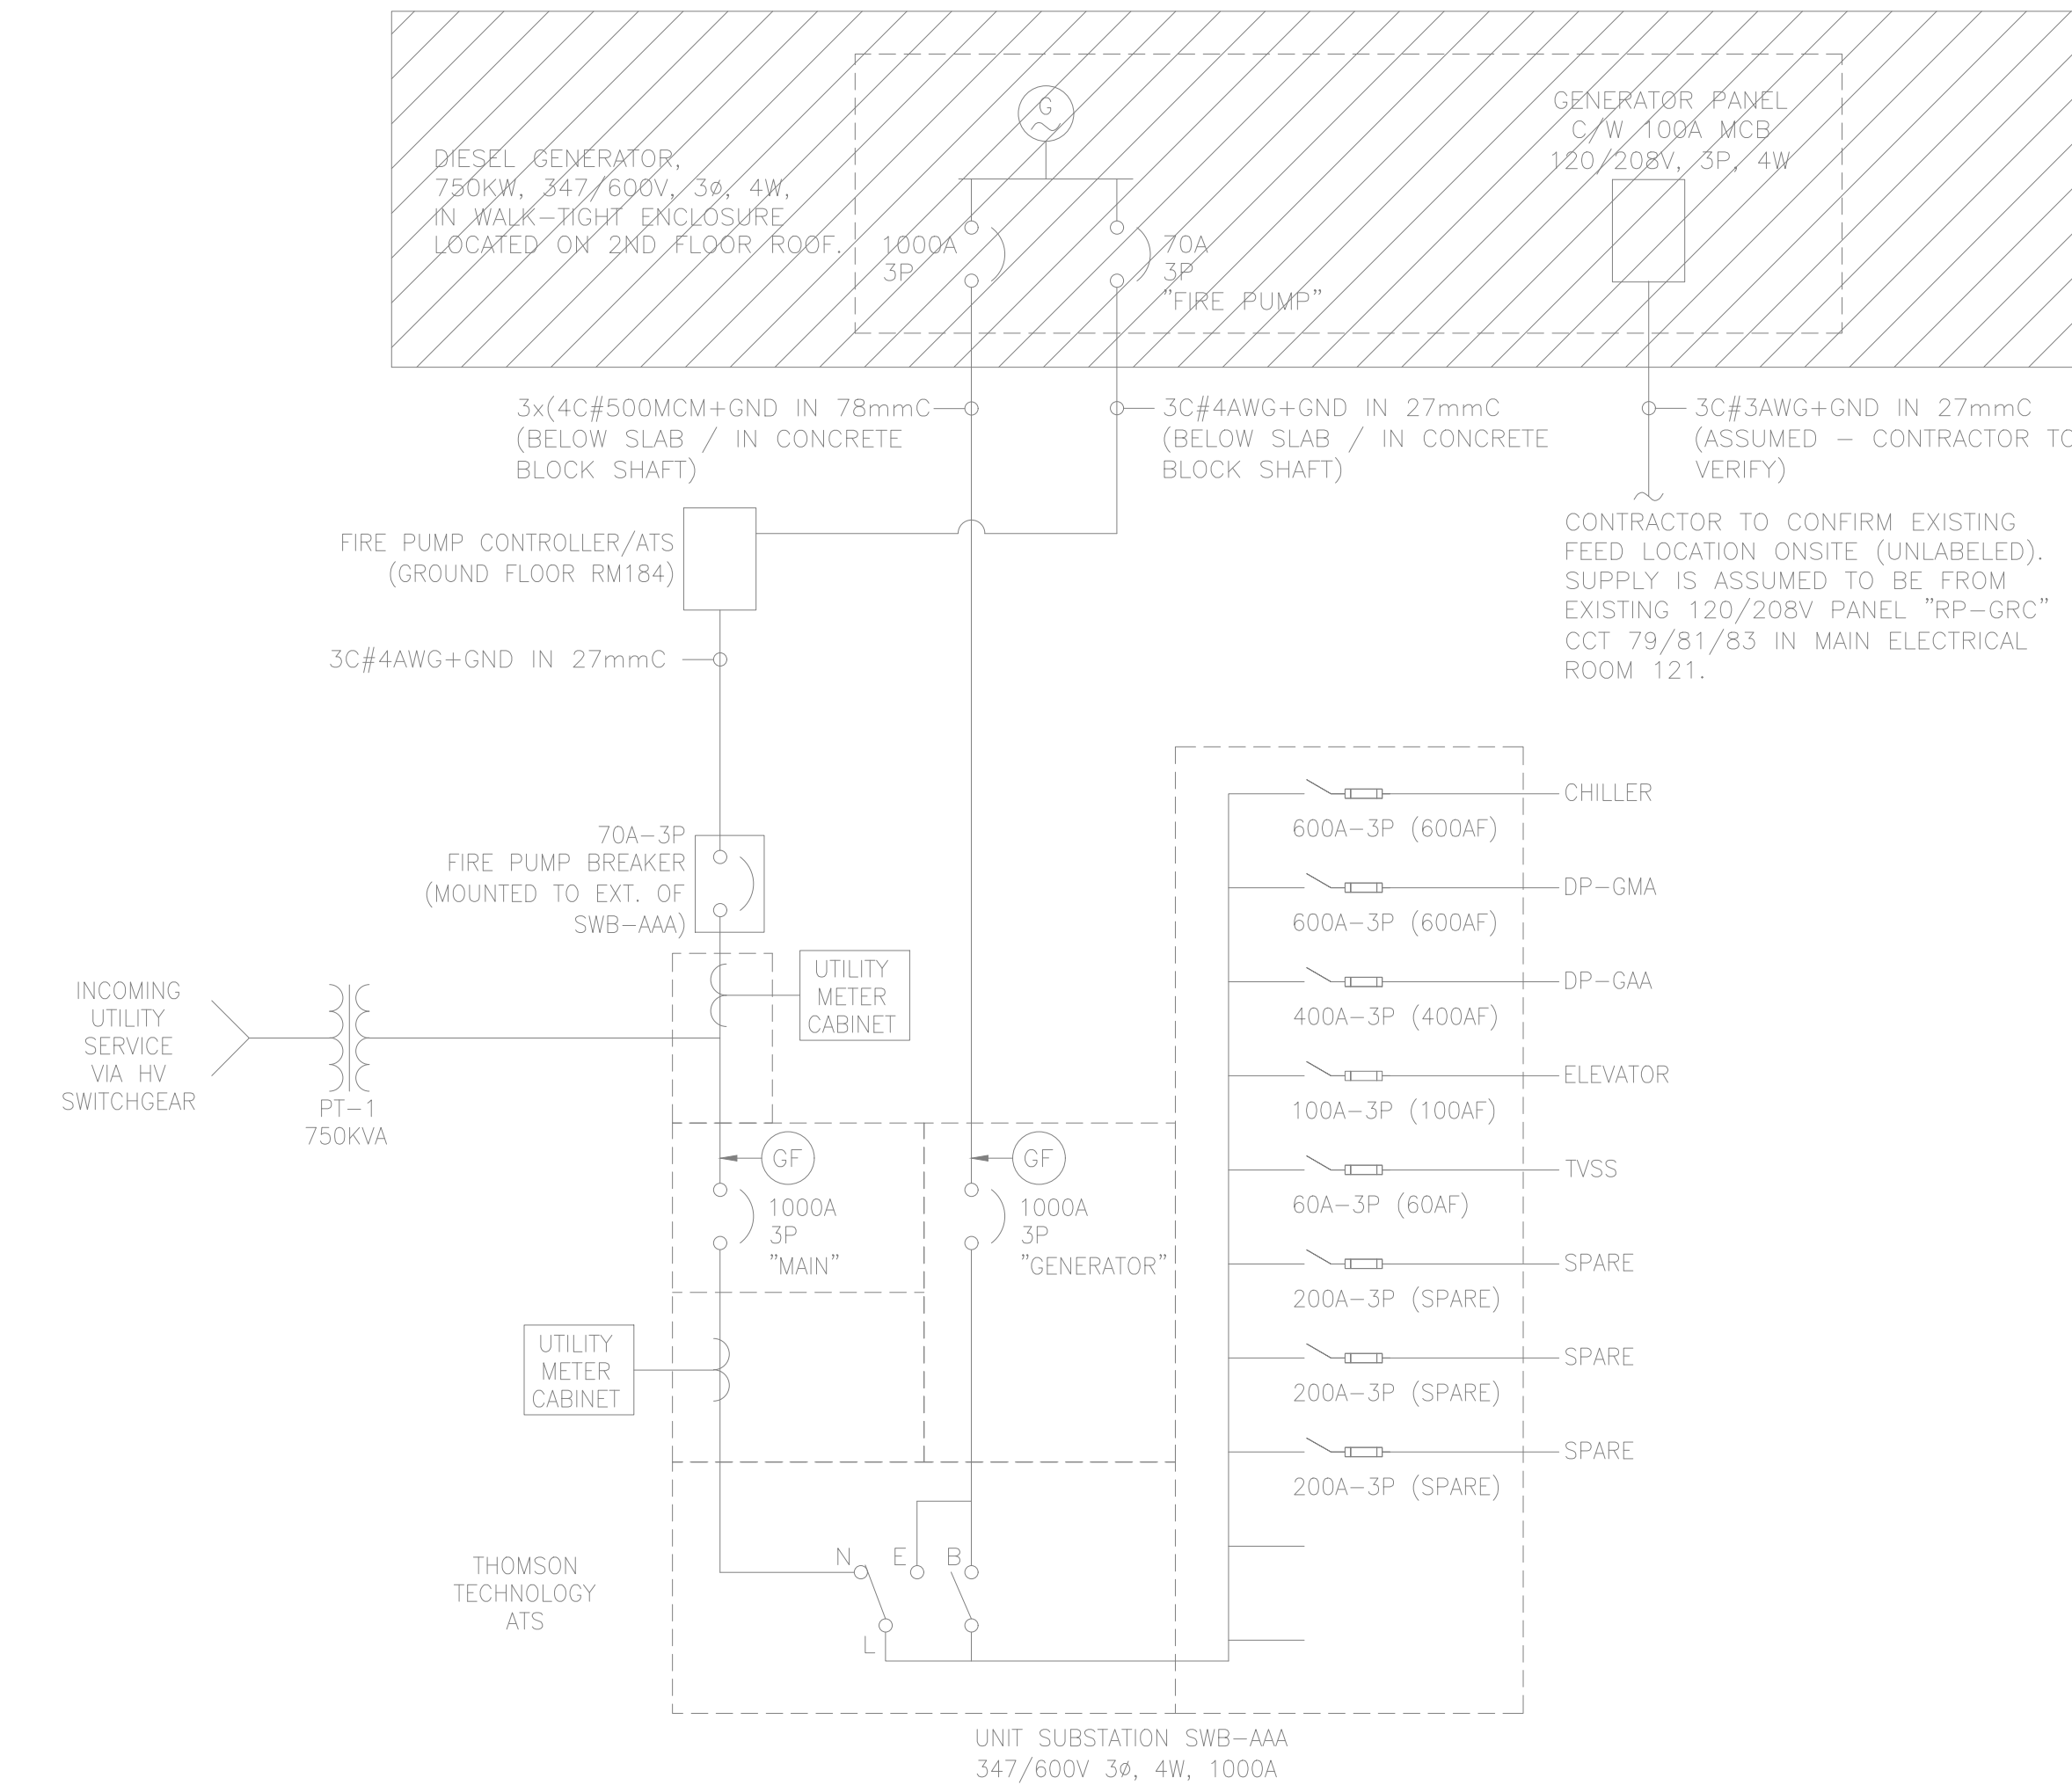 G
GENERATOR PANEL
C/W 100A MCB
120/208V, 3P, 4W
DIESEL GENERATOR,
750KW, 347/600V, 3ø, 4W,
IN WALK-TIGHT ENCLOSURE
LOCATED ON 2ND FLOOR ROOF.
1000A
3P
70A
3P
"FIRE PUMP"
3x(4C#500MCM+GND IN 78mmC
(BELOW SLAB / IN CONCRETE
BLOCK SHAFT)
3C#4AWG+GND IN 27mmC
(BELOW SLAB / IN CONCRETE
BLOCK SHAFT)
3C#3AWG+GND IN 27mmC
(ASSUMED - CONTRACTOR TO
VERIFY)
CONTRACTOR TO CONFIRM EXISTING
FEED LOCATION ONSITE (UNLABELED).
SUPPLY IS ASSUMED TO BE FROM
EXISTING 120/208V PANEL "RP-GRC"
CCT 79/81/83 IN MAIN ELECTRICAL
ROOM 121.
FIRE PUMP CONTROLLER/ATS
(GROUND FLOOR RM184)
3C#4AWG+GND IN 27mmC
70A-3P
FIRE PUMP BREAKER
(MOUNTED TO EXT. OF
SWB-AAA)
UTILITY
METER
CABINET
INCOMING
UTILITY
SERVICE
VIA HV
SWITCHGEAR
PT-1
750KVA
GF
1000A
3P
"MAIN"
GF
1000A
3P
"GENERATOR"
UTILITY
METER
CABINET
CHILLER
600A-3P (600AF)
DP-GMA
600A-3P (600AF)
DP-GAA
400A-3P (400AF)
ELEVATOR
100A-3P (100AF)
TVSS
60A-3P (60AF)
SPARE
200A-3P (SPARE)
SPARE
200A-3P (SPARE)
SPARE
200A-3P (SPARE)
N E B
L
THOMSON
TECHNOLOGY
ATS
UNIT SUBSTATION SWB-AAA
347/600V 3ø, 4W, 1000A